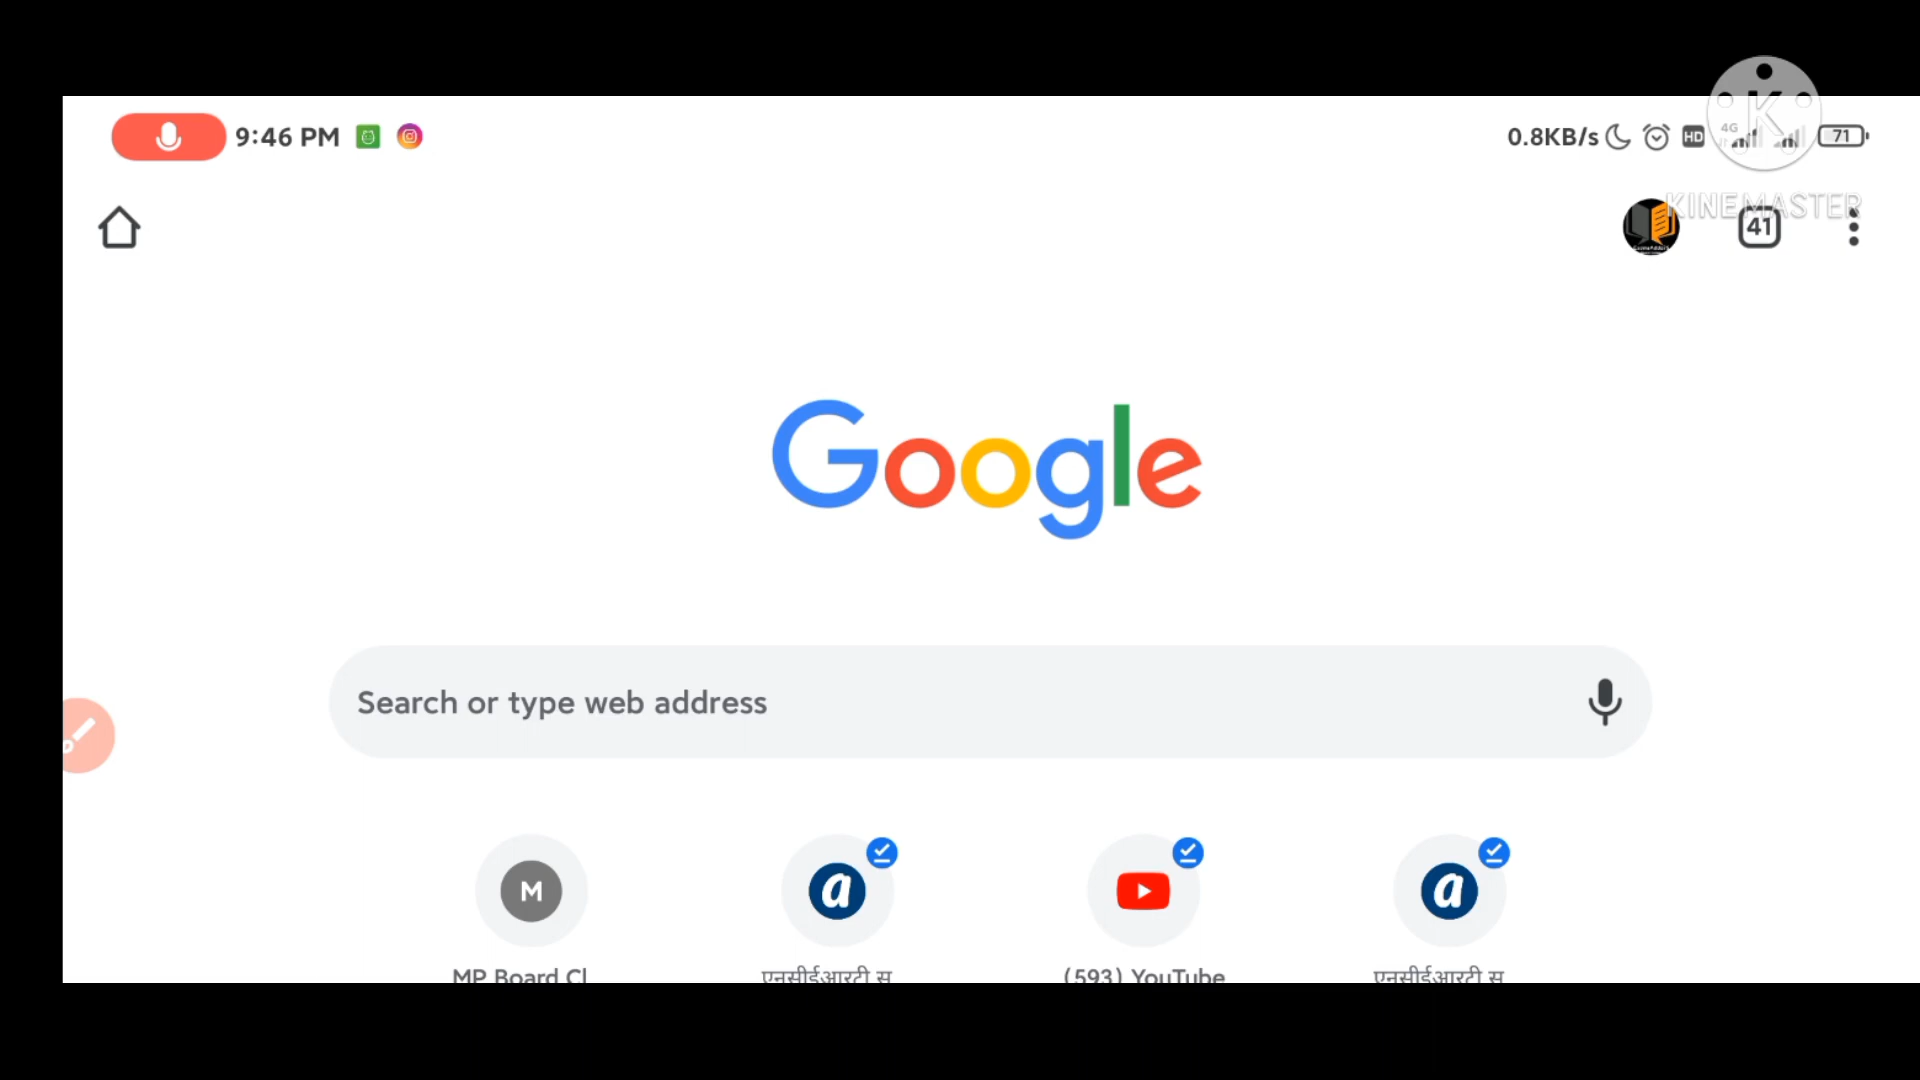 9:46 PM
0.8KB/s
HD
4G
71
K
KINEMASTER
41
Google
Search or type web address
M
a
a
MP Board Cl
एनसीईआरटी स
(593) YouTube
एनसीईआरटी स